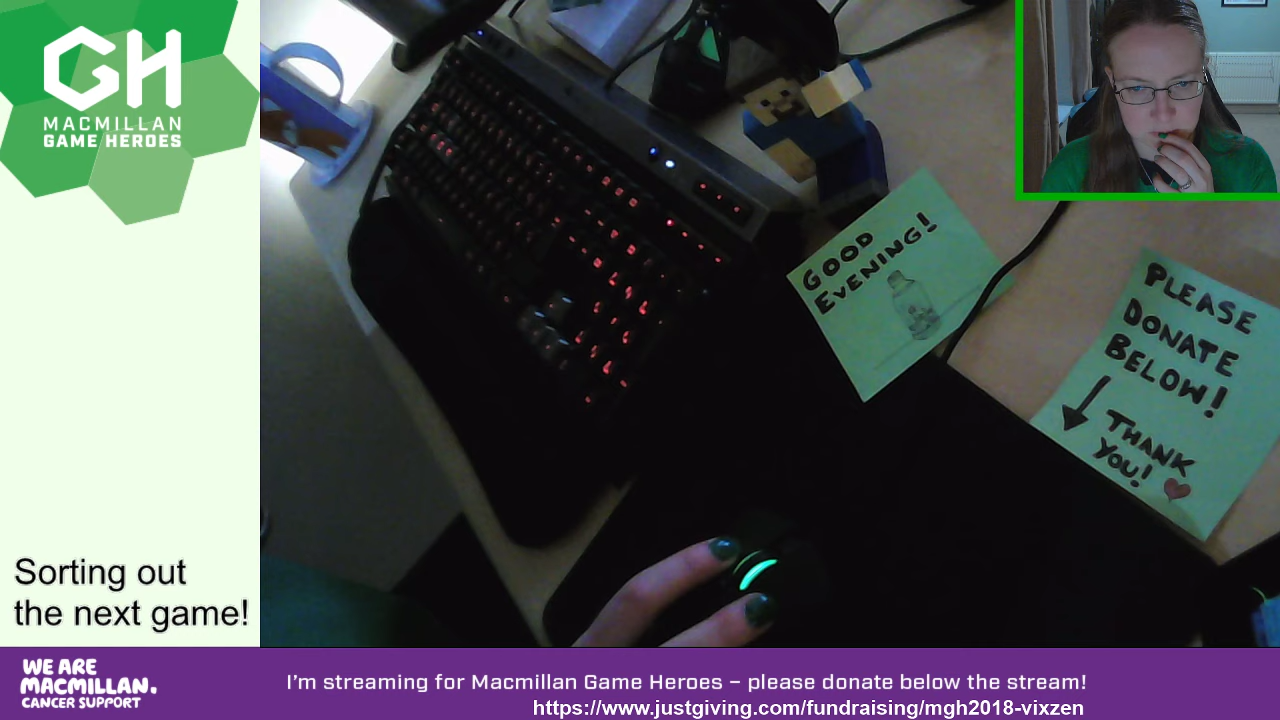 GH
MACMILLAN
GAME HEROES
GOOD
EVENING!
PLEASE
DONATE
BELOW!
THANK
YOU!
Sorting out
the next game!
WE ARE
MACMILLAN.
CANCER SUPPORT
I'm streaming for Macmillan Game Heroes – please donate below the stream!
https://www.justgiving.com/fundraising/mgh2018-vixzen